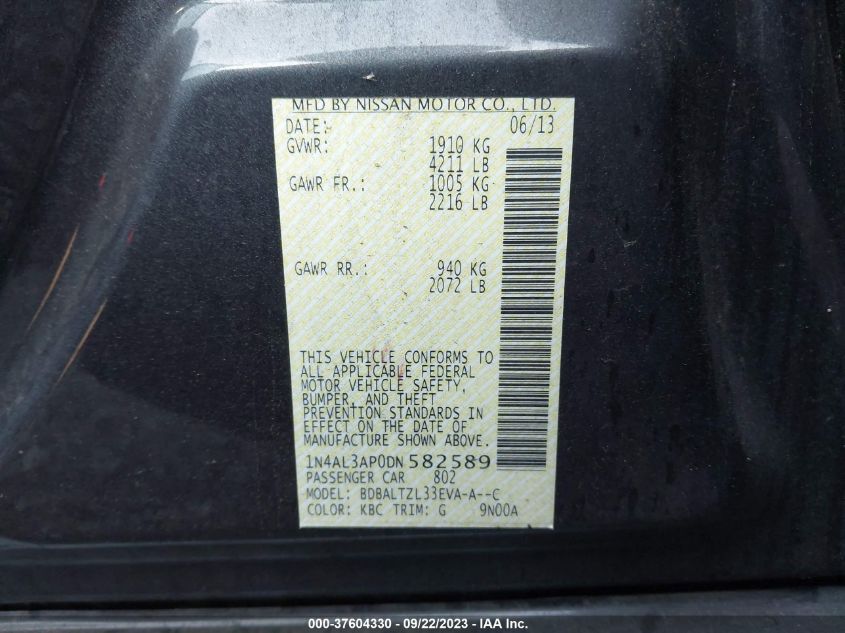 MFD BY NISSAN MOTOR CO., LTD.
DATE: 06/13
GVWR: 1910 KG
4211 LB
GAWR FR.: 1005 KG
2216 LB
GAWR RR.: 940 KG
2072 LB
THIS VEHICLE CONFORMS TO
ALL APPLICABLE FEDERAL
MOTOR VEHICLE SAFETY,
BUMPER, AND THEFT
PREVENTION STANDARDS IN
EFFECT ON THE DATE OF
MANUFACTURE SHOWN ABOVE.
1N4AL3AP0DN582589
PASSENGER CAR 802
MODEL: BDBALTZL33EVA-A--C
COLOR: KBC TRIM: G 9N00A
000-37604330 - 09/22/2023 - IAA Inc.